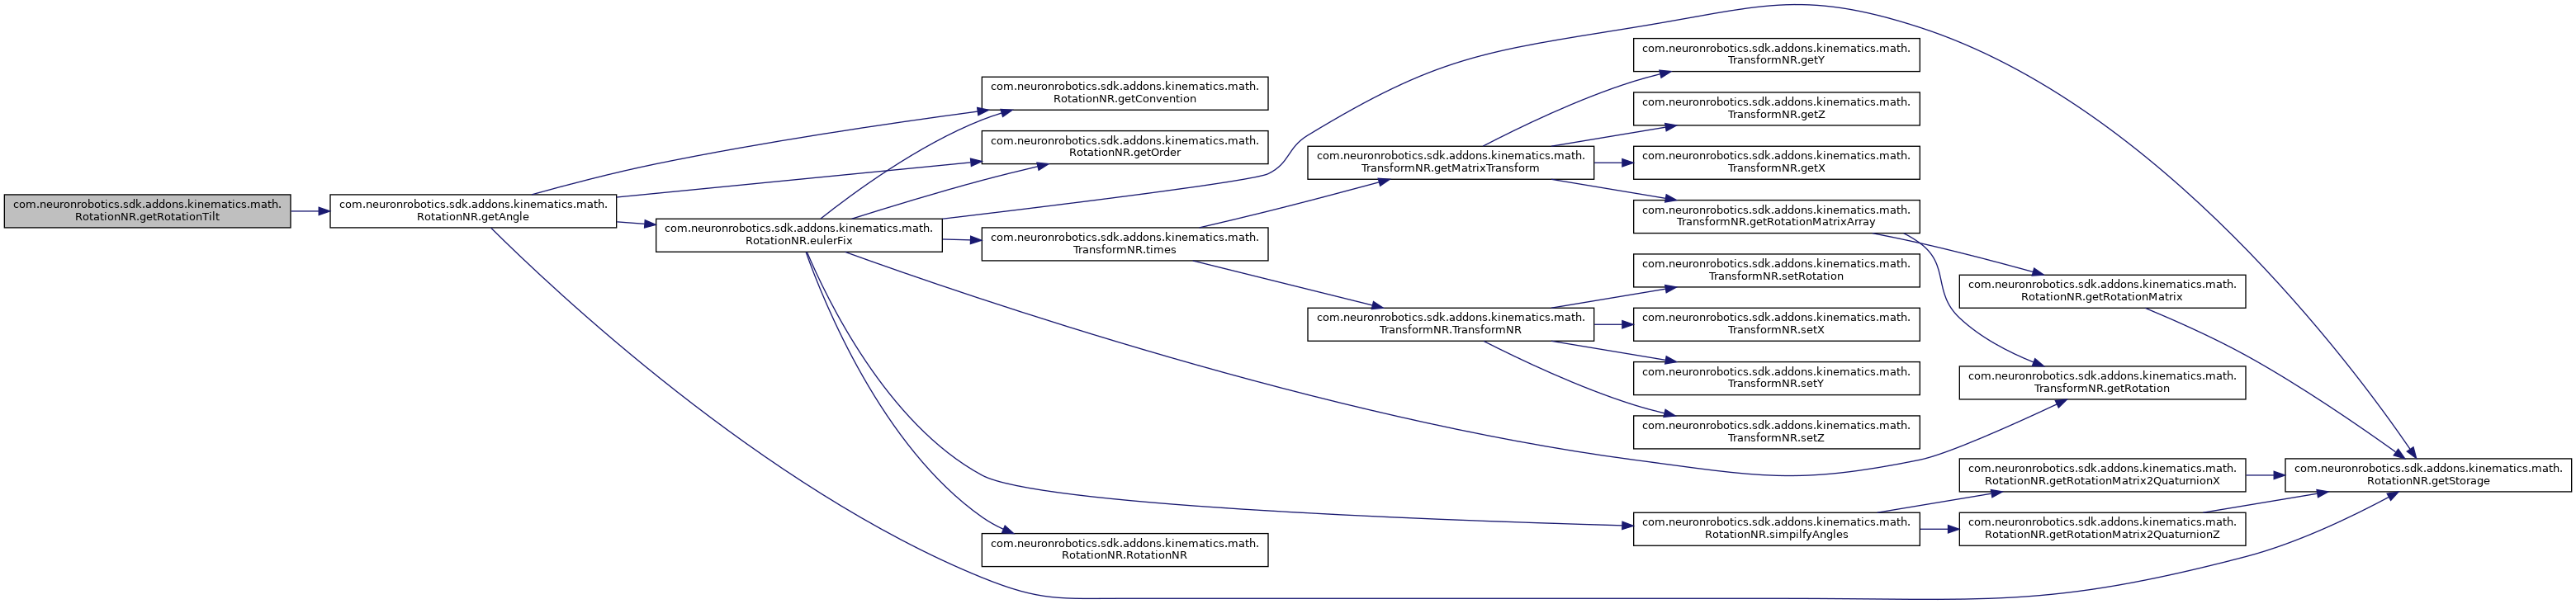 com.neuronrobotics.sdk.addons.kinematics.math.
RotationNR.getRotationTilt
com.neuronrobotics.sdk.addons.kinematics.math.
RotationNR.getAngle
com.neuronrobotics.sdk.addons.kinematics.math.
RotationNR.eulerFix
com.neuronrobotics.sdk.addons.kinematics.math.
RotationNR.getConvention
com.neuronrobotics.sdk.addons.kinematics.math.
RotationNR.getOrder
com.neuronrobotics.sdk.addons.kinematics.math.
TransformNR.times
com.neuronrobotics.sdk.addons.kinematics.math.
RotationNR.RotationNR
com.neuronrobotics.sdk.addons.kinematics.math.
TransformNR.getMatrixTransform
com.neuronrobotics.sdk.addons.kinematics.math.
TransformNR.TransformNR
com.neuronrobotics.sdk.addons.kinematics.math.
TransformNR.getY
com.neuronrobotics.sdk.addons.kinematics.math.
TransformNR.getZ
com.neuronrobotics.sdk.addons.kinematics.math.
TransformNR.getX
com.neuronrobotics.sdk.addons.kinematics.math.
TransformNR.getRotationMatrixArray
com.neuronrobotics.sdk.addons.kinematics.math.
TransformNR.setRotation
com.neuronrobotics.sdk.addons.kinematics.math.
TransformNR.setX
com.neuronrobotics.sdk.addons.kinematics.math.
TransformNR.setY
com.neuronrobotics.sdk.addons.kinematics.math.
TransformNR.setZ
com.neuronrobotics.sdk.addons.kinematics.math.
RotationNR.simpilfyAngles
com.neuronrobotics.sdk.addons.kinematics.math.
RotationNR.getRotationMatrix
com.neuronrobotics.sdk.addons.kinematics.math.
TransformNR.getRotation
com.neuronrobotics.sdk.addons.kinematics.math.
RotationNR.getRotationMatrix2QuaturnionX
com.neuronrobotics.sdk.addons.kinematics.math.
RotationNR.getRotationMatrix2QuaturnionZ
com.neuronrobotics.sdk.addons.kinematics.math.
RotationNR.getStorage